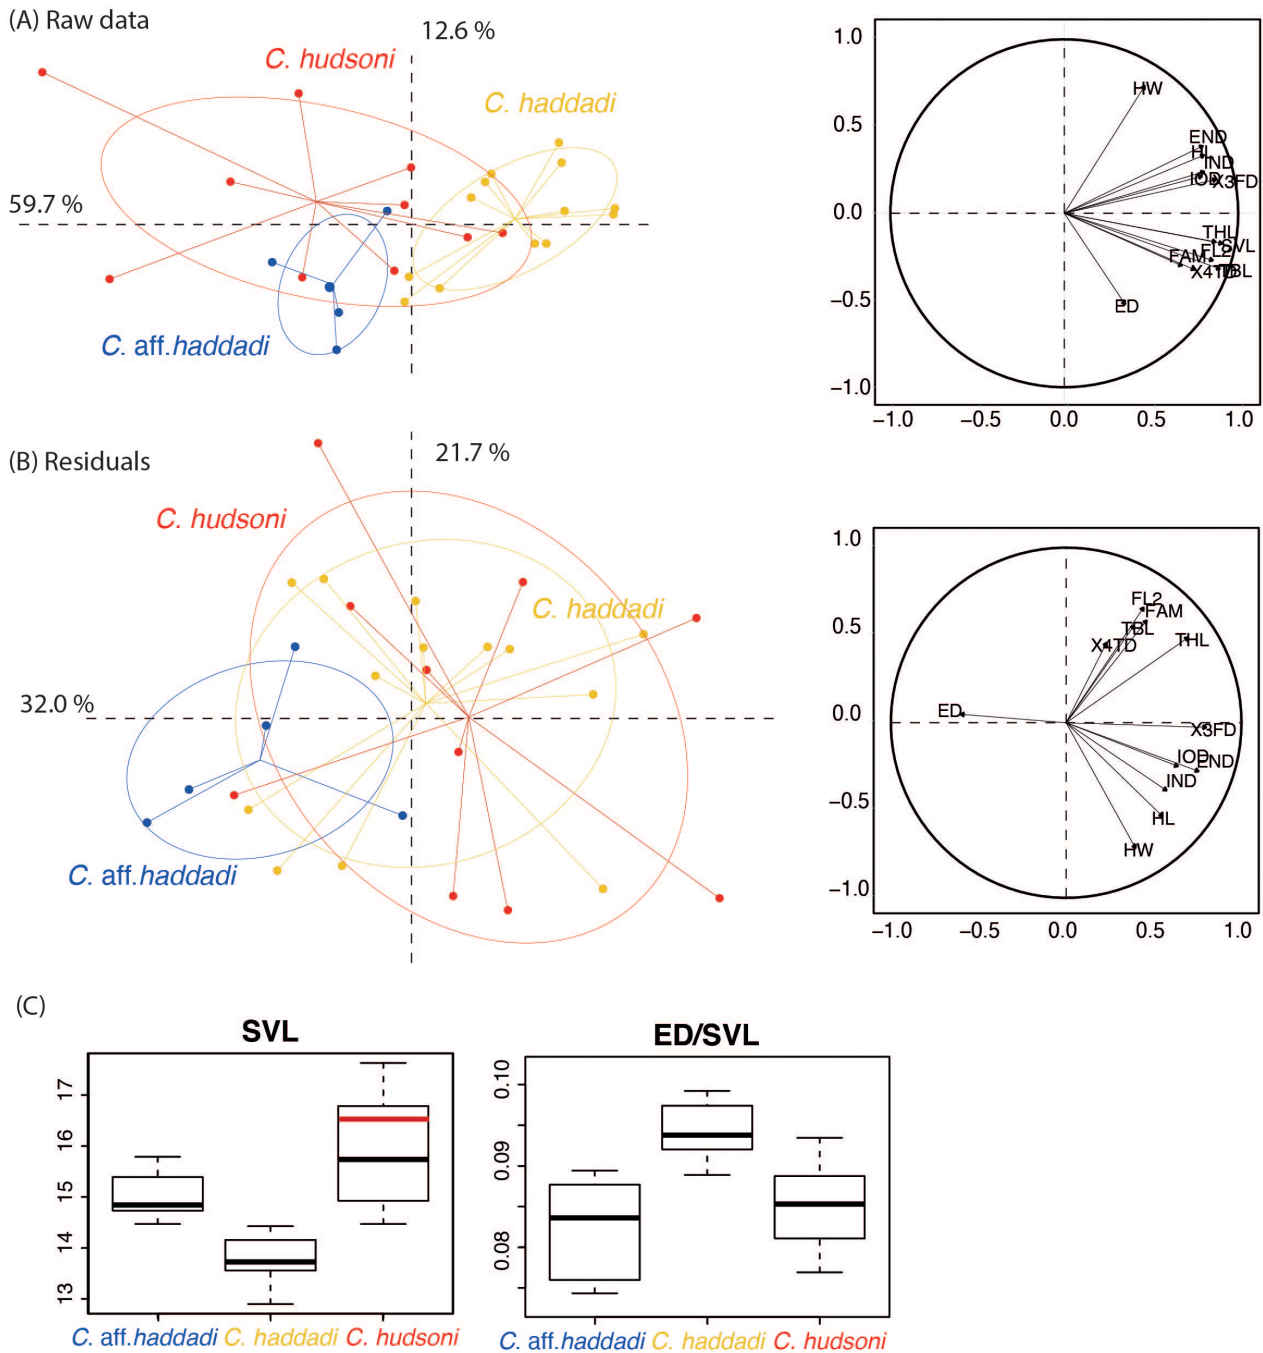 (A) Raw data
12.6 %
C. hudsoni
C. haddadi
59.7 %
C. aff.haddadi
1.0
0.5
0.0
−0.5
−1.0
HW
END
HL
IND
IOD
X3FD
THL
SVL
FL2
FAM
X4TD
TBL
ED
−1.0 −0.5 0.0 0.5 1.0
(B) Residuals
21.7 %
C. hudsoni
C. haddadi
32.0 %
C. aff.haddadi
1.0
0.5
0.0
−0.5
−1.0
FL2
FAM
TBL
X4TD
THL
ED
X3FD
IOD
END
IND
HL
HW
−1.0 −0.5 0.0 0.5 1.0
(C)
SVL
17
16
15
14
13
C. aff.haddadi C. haddadi C. hudsoni
ED/SVL
0.10
0.09
0.08
C. aff.haddadi C. haddadi C. hudsoni